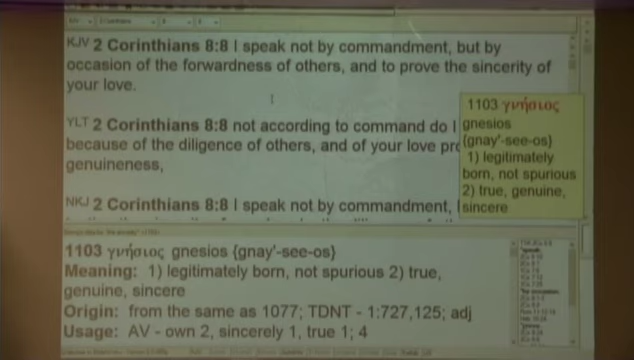 KJV 2 Corinthians 8:8 I speak not by commandment, but by
occasion of the forwardness of others, and to prove the sincerity of
your love.
YLT 2 Corinthians 8:8 not according to command do I
because of the diligence of others, and of your love pro
genuineness,
NKJ 2 Corinthians 8:8 I speak not by commandment,
1103 γνήσιος
gnesios
{gnay'-see-os}
1) legitimately
born, not spurious
2) true, genuine,
sincere
1103 γνήσιος gnesios {gnay'-see-os}
Meaning: 1) legitimately born, not spurious 2) true,
genuine, sincere
Origin: from the same as 1077; TDNT - 1:727,125; adj
Usage: AV - own 2, sincerely 1, true 1; 4